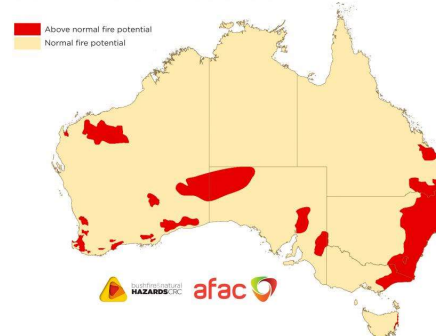 Above normal fire potential
Normal fire potential
bushfire&natural
HAZARDSCRC
afac